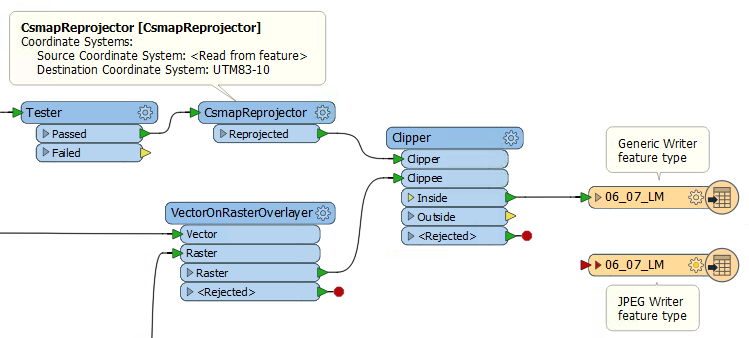 CsmapReprojector [CsmapReprojector]
Coordinate Systems:
Source Coordinate System: <Read from feature>
Destination Coordinate System: UTM83-10
Tester
Passed
Failed
CsmapReprojector
Reprojected
Clipper
Clipper
Clippee
Inside
Outside
<Rejected>
VectorOnRasterOverlayer
Vector
Raster
Raster
<Rejected>
Generic Writer
feature type
06_07_LM
06_07_LM
JPEG Writer
feature type